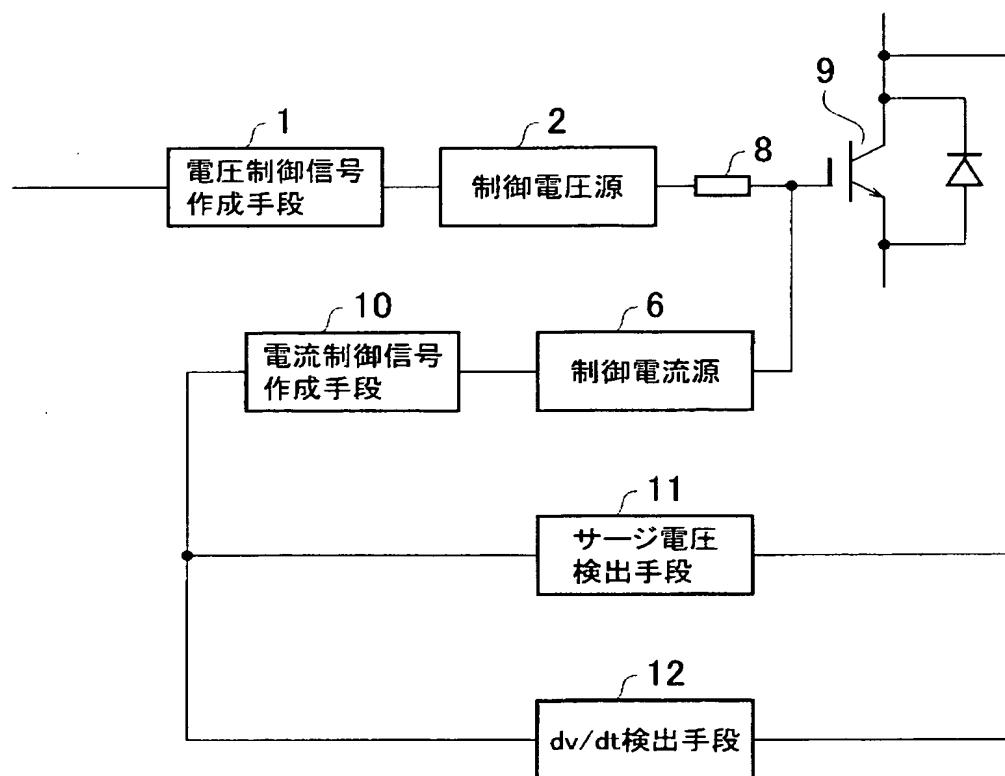 9
1
2
8
電圧制御信号
作成手段
制御電圧源
10
6
電流制御信号
作成手段
制御電流源
11
サージ電圧
検出手段
12
dv/dt検出手段